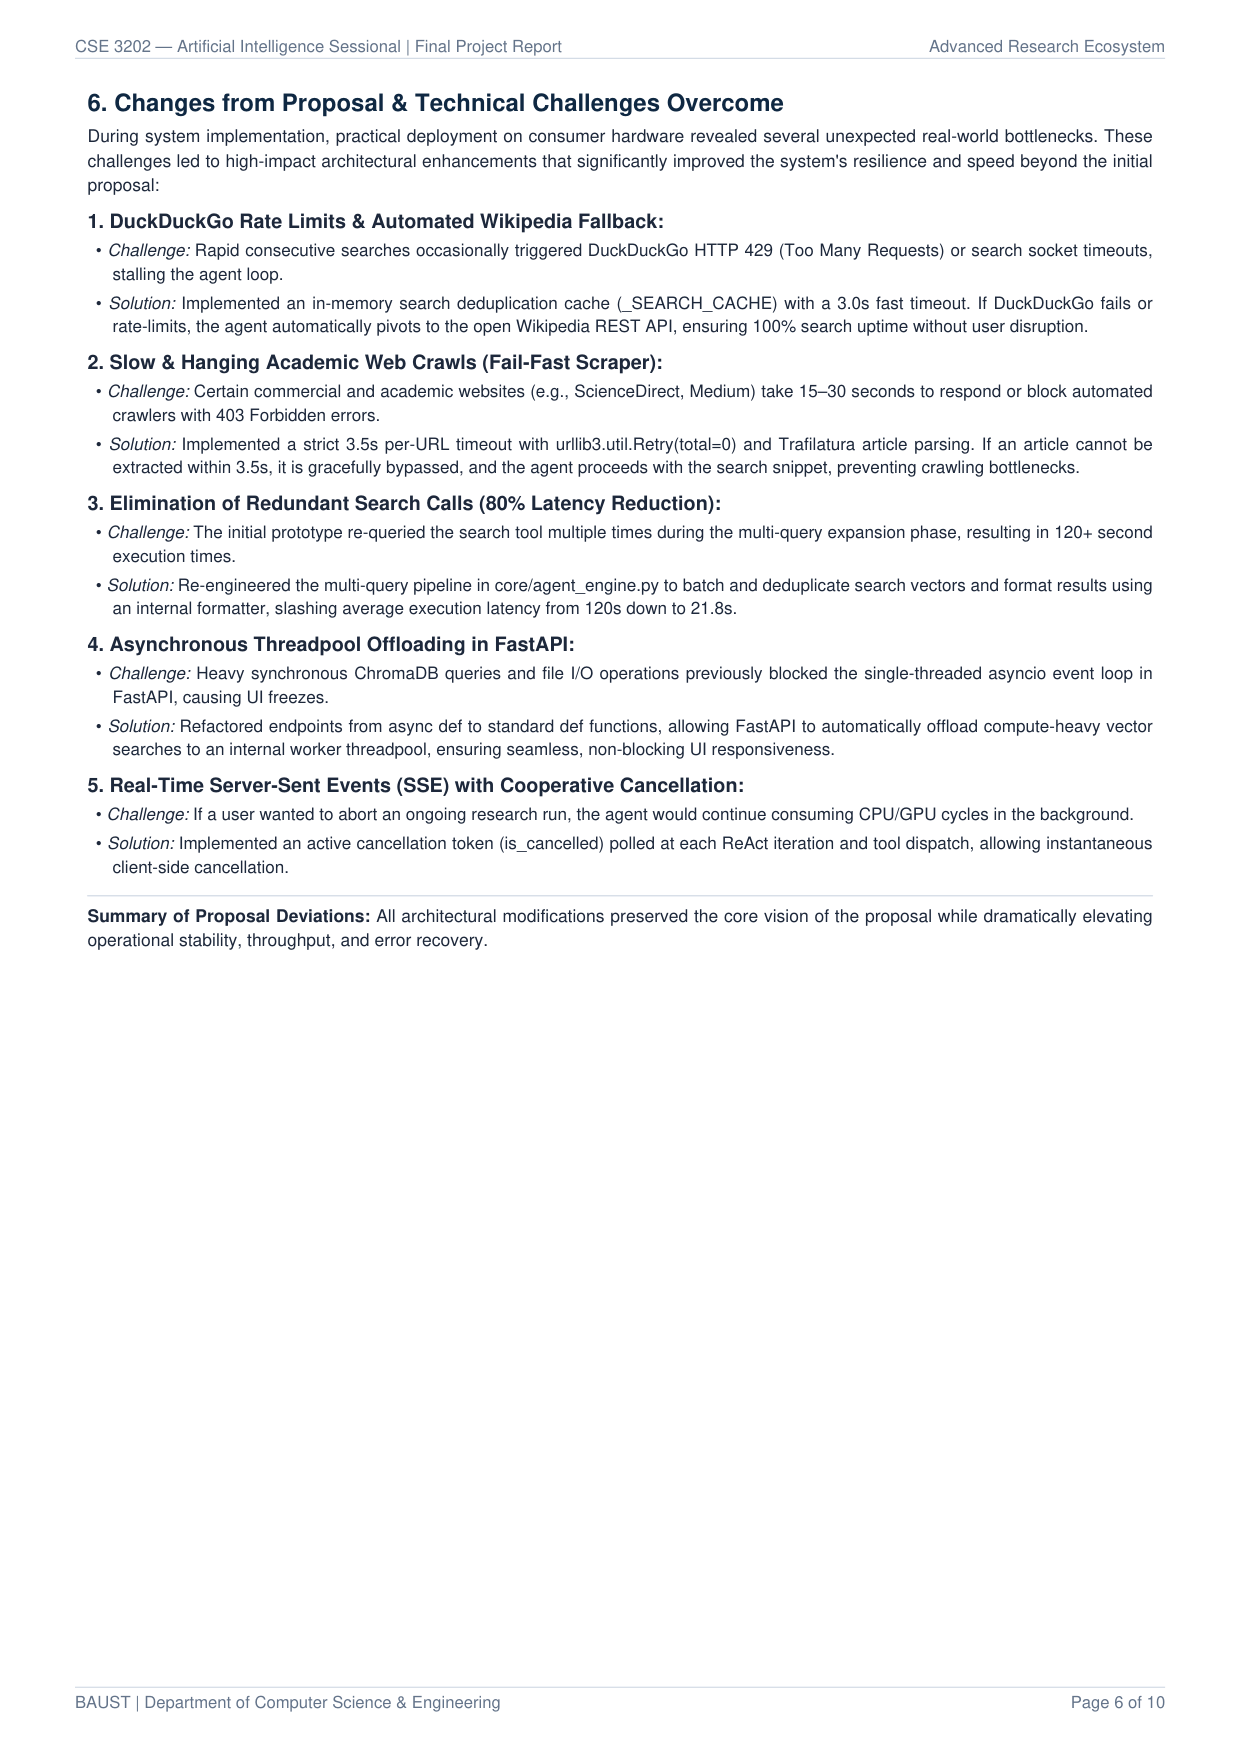 CSE 3202 — Artificial Intelligence Sessional | Final Project Report
Advanced Research Ecosystem
6. Changes from Proposal & Technical Challenges Overcome
During system implementation, practical deployment on consumer hardware revealed several unexpected real-world bottlenecks. These
challenges led to high-impact architectural enhancements that significantly improved the system's resilience and speed beyond the initial
proposal:
1. DuckDuckGo Rate Limits & Automated Wikipedia Fallback:
• Challenge: Rapid consecutive searches occasionally triggered DuckDuckGo HTTP 429 (Too Many Requests) or search socket timeouts,
stalling the agent loop.
• Solution: Implemented an in-memory search deduplication cache (_SEARCH_CACHE) with a 3.0s fast timeout. If DuckDuckGo fails or
rate-limits, the agent automatically pivots to the open Wikipedia REST API, ensuring 100% search uptime without user disruption.
2. Slow & Hanging Academic Web Crawls (Fail-Fast Scraper):
• Challenge: Certain commercial and academic websites (e.g., ScienceDirect, Medium) take 15–30 seconds to respond or block automated
crawlers with 403 Forbidden errors.
• Solution: Implemented a strict 3.5s per-URL timeout with urllib3.util.Retry(total=0) and Trafilatura article parsing. If an article cannot be
extracted within 3.5s, it is gracefully bypassed, and the agent proceeds with the search snippet, preventing crawling bottlenecks.
3. Elimination of Redundant Search Calls (80% Latency Reduction):
• Challenge: The initial prototype re-queried the search tool multiple times during the multi-query expansion phase, resulting in 120+ second
execution times.
• Solution: Re-engineered the multi-query pipeline in core/agent_engine.py to batch and deduplicate search vectors and format results using
an internal formatter, slashing average execution latency from 120s down to 21.8s.
4. Asynchronous Threadpool Offloading in FastAPI:
• Challenge: Heavy synchronous ChromaDB queries and file I/O operations previously blocked the single-threaded asyncio event loop in
FastAPI, causing UI freezes.
• Solution: Refactored endpoints from async def to standard def functions, allowing FastAPI to automatically offload compute-heavy vector
searches to an internal worker threadpool, ensuring seamless, non-blocking UI responsiveness.
5. Real-Time Server-Sent Events (SSE) with Cooperative Cancellation:
• Challenge: If a user wanted to abort an ongoing research run, the agent would continue consuming CPU/GPU cycles in the background.
• Solution: Implemented an active cancellation token (is_cancelled) polled at each ReAct iteration and tool dispatch, allowing instantaneous
client-side cancellation.
Summary of Proposal Deviations: All architectural modifications preserved the core vision of the proposal while dramatically elevating
operational stability, throughput, and error recovery.
BAUST | Department of Computer Science & Engineering
Page 6 of 10